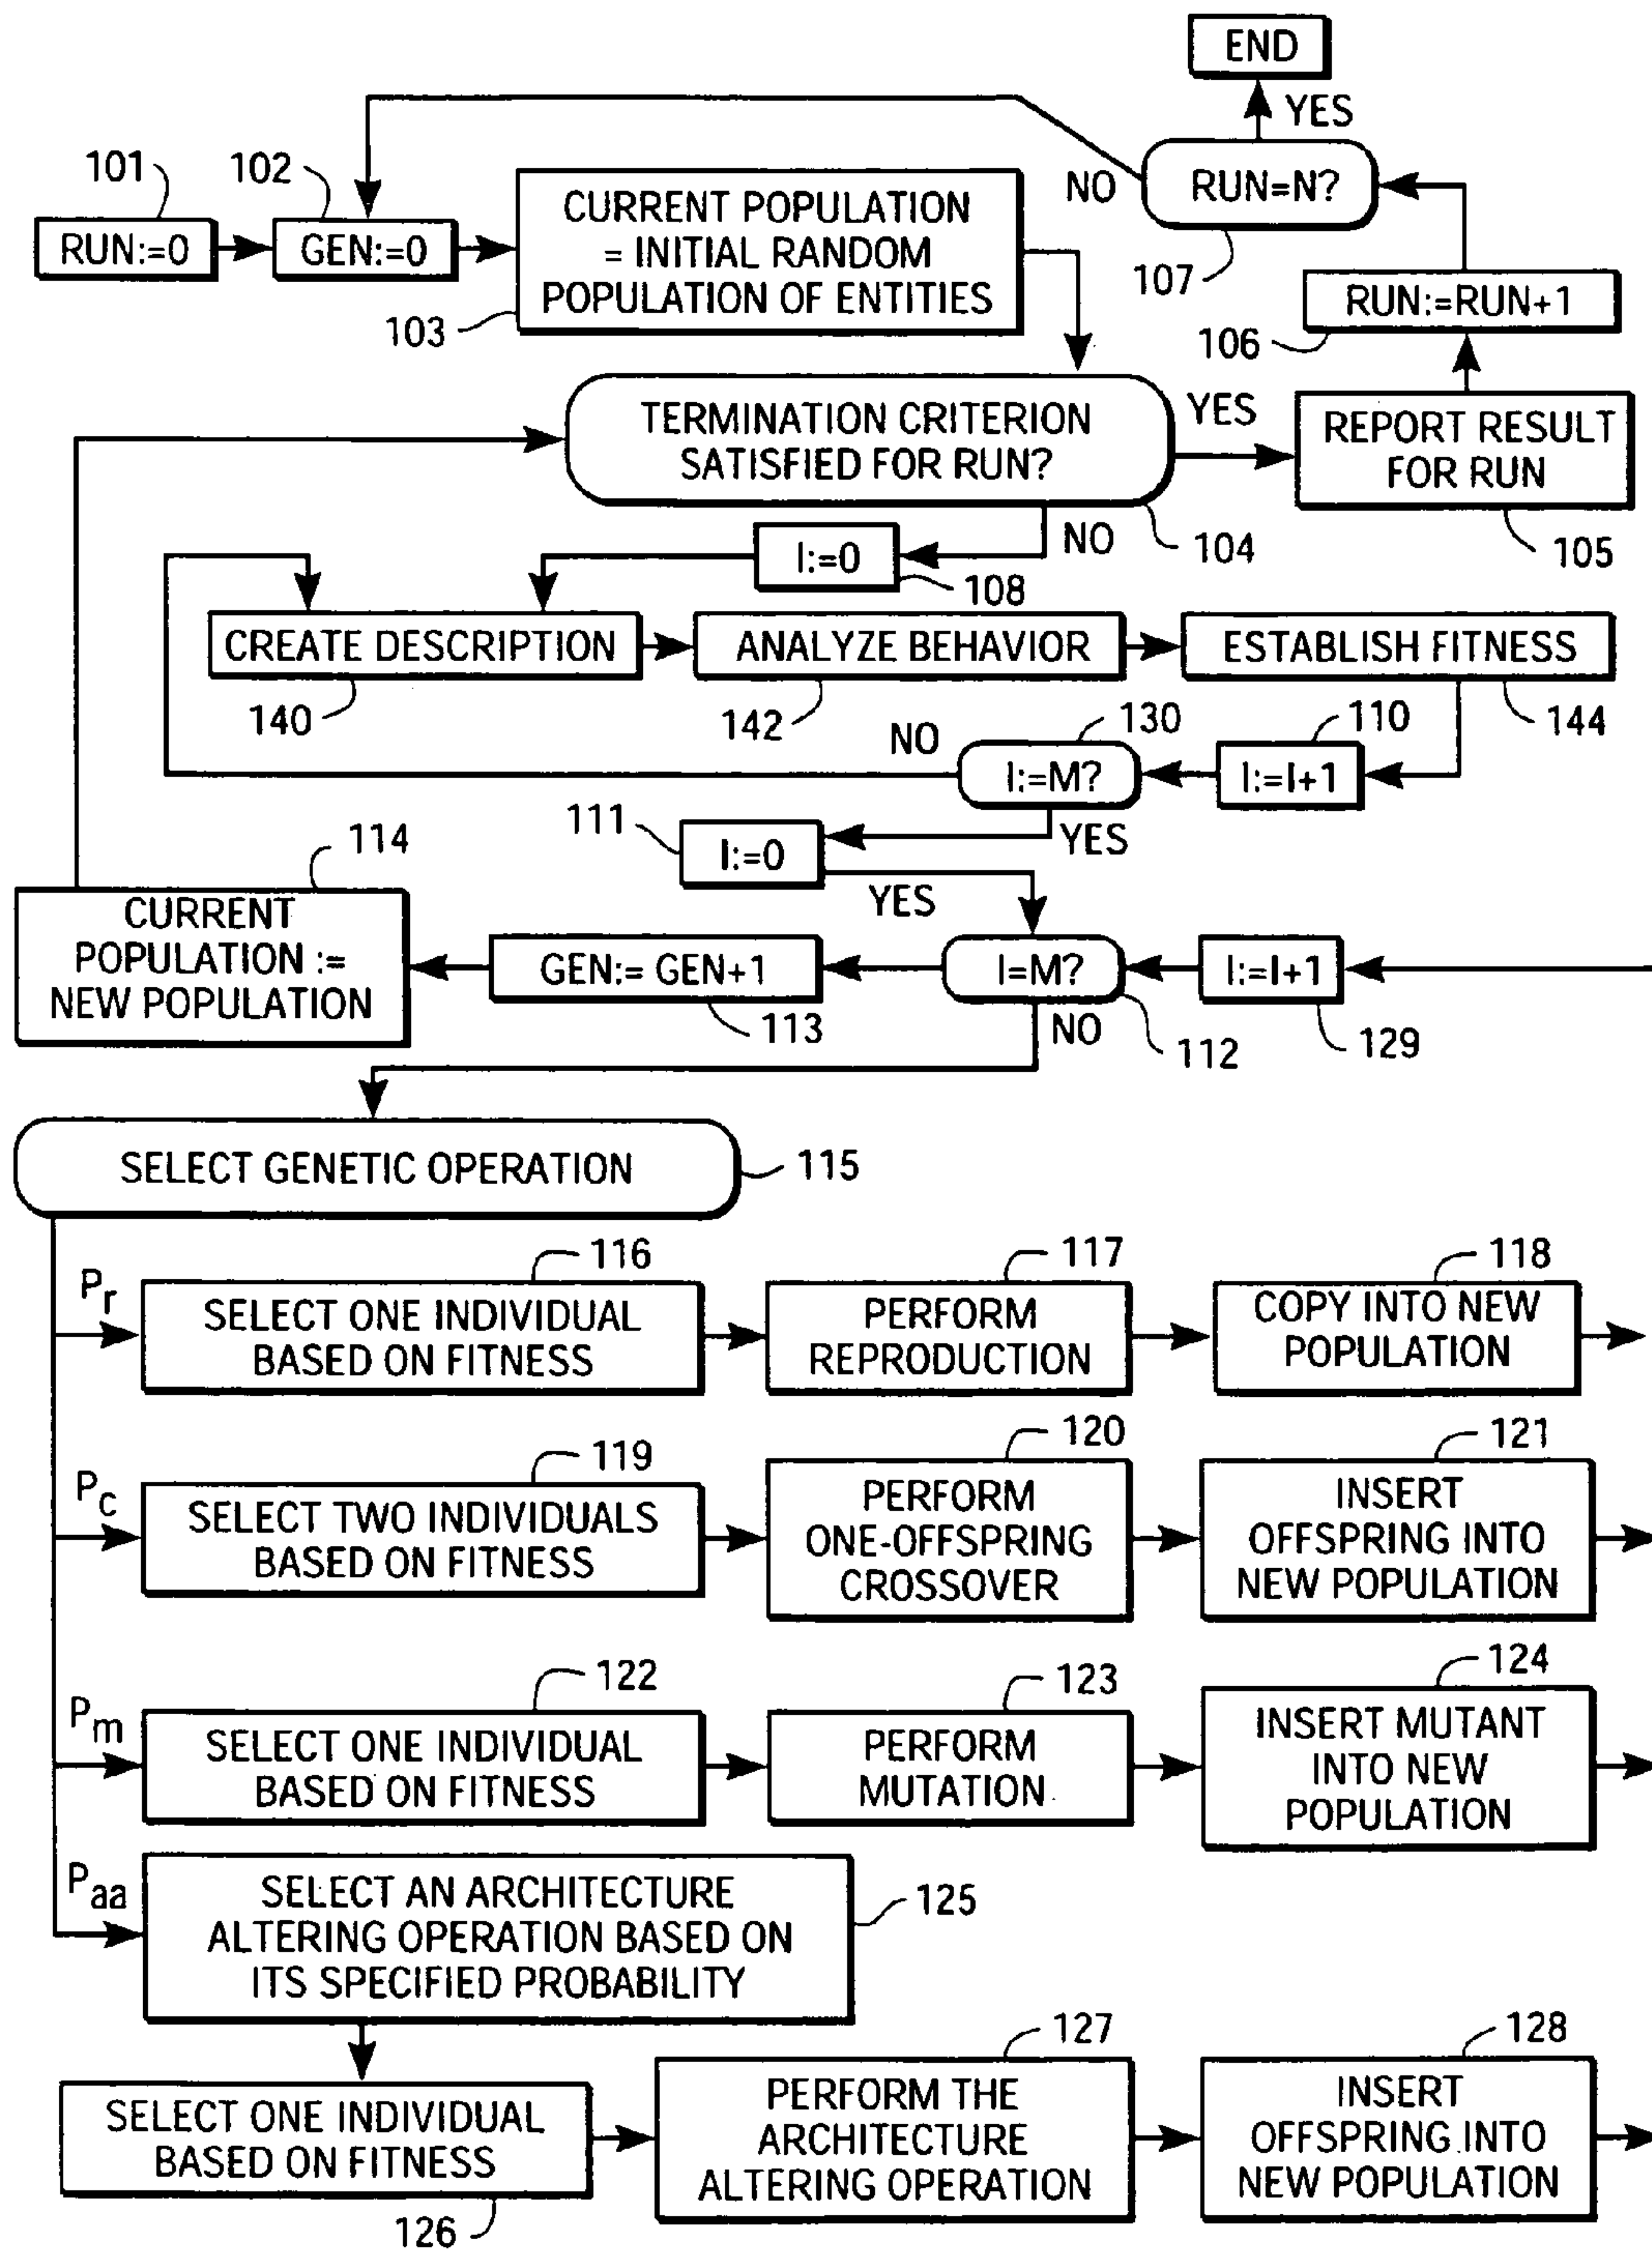 END
YES
101
102
RUN:=0
GEN:=0
CURRENT POPULATION
= INITIAL RANDOM
POPULATION OF ENTITIES
103
NO
RUN=N?
107
RUN:=RUN+1
106
TERMINATION CRITERION
SATISFIED FOR RUN?
YES
REPORT RESULT
FOR RUN
104
105
NO
I:=0
108
CREATE DESCRIPTION
ANALYZE BEHAVIOR
ESTABLISH FITNESS
140
142
144
130
110
NO
I:=M?
I:=I+1
YES
111
I:=0
YES
114
CURRENT
POPULATION :=
NEW POPULATION
GEN:= GEN+1
113
I=M?
112
I:=I+1
129
NO
SELECT GENETIC OPERATION
115
Pr
116
SELECT ONE INDIVIDUAL
BASED ON FITNESS
117
PERFORM
REPRODUCTION
118
COPY INTO NEW
POPULATION
Pc
119
SELECT TWO INDIVIDUALS
BASED ON FITNESS
120
PERFORM
ONE-OFFSPRING
CROSSOVER
121
INSERT
OFFSPRING INTO
NEW POPULATION
Pm
122
SELECT ONE INDIVIDUAL
BASED ON FITNESS
123
PERFORM
MUTATION
124
INSERT MUTANT
INTO NEW
POPULATION
Paa
SELECT AN ARCHITECTURE
ALTERING OPERATION BASED ON
ITS SPECIFIED PROBABILITY
125
SELECT ONE INDIVIDUAL
BASED ON FITNESS
126
127
PERFORM THE
ARCHITECTURE
ALTERING OPERATION
128
INSERT
OFFSPRING INTO
NEW POPULATION